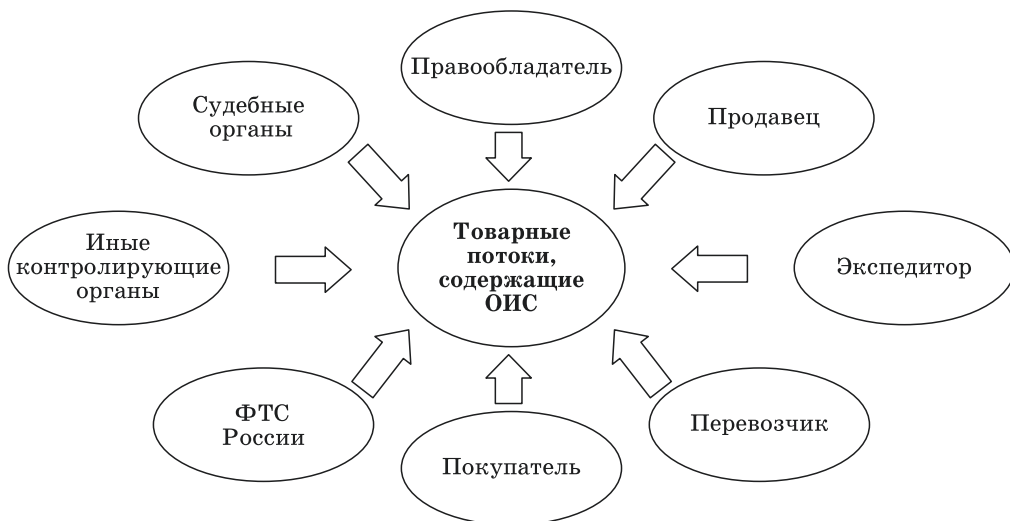 Правообладатель
Судебные
органы
Продавец
Иные
контролирующие
органы
Товарные
потоки,
содержащие
ОИС
Экспедитор
ФТС
России
Покупатель
Перевозчик